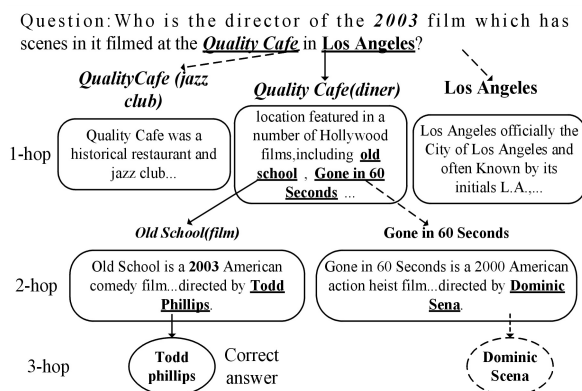 Question:Who is the director of the 2003 film which has
scenes in it filmed at the Quality Cafe in Los Angeles?
QualityCafe (jazz
club)
Quality Cafe(diner)
Los Angeles
1-hop
Quality Cafe was a
historical restaurant and
jazz club...
location featured in a
number of Hollywood
films,including old
school , Gone in 60
Seconds ...
Los Angeles officially the
City of Los Angeles and
often Known by its
initials L.A.,...
Old School(film)
Gone in 60 Seconds
2-hop
Old School is a 2003 American
comedy film...directed by Todd
Phillips.
Gone in 60 Seconds is a 2000 American
action heist film...directed by Dominic
Sena.
3-hop
Todd
phillips
Correct
answer
Dominic
Scena